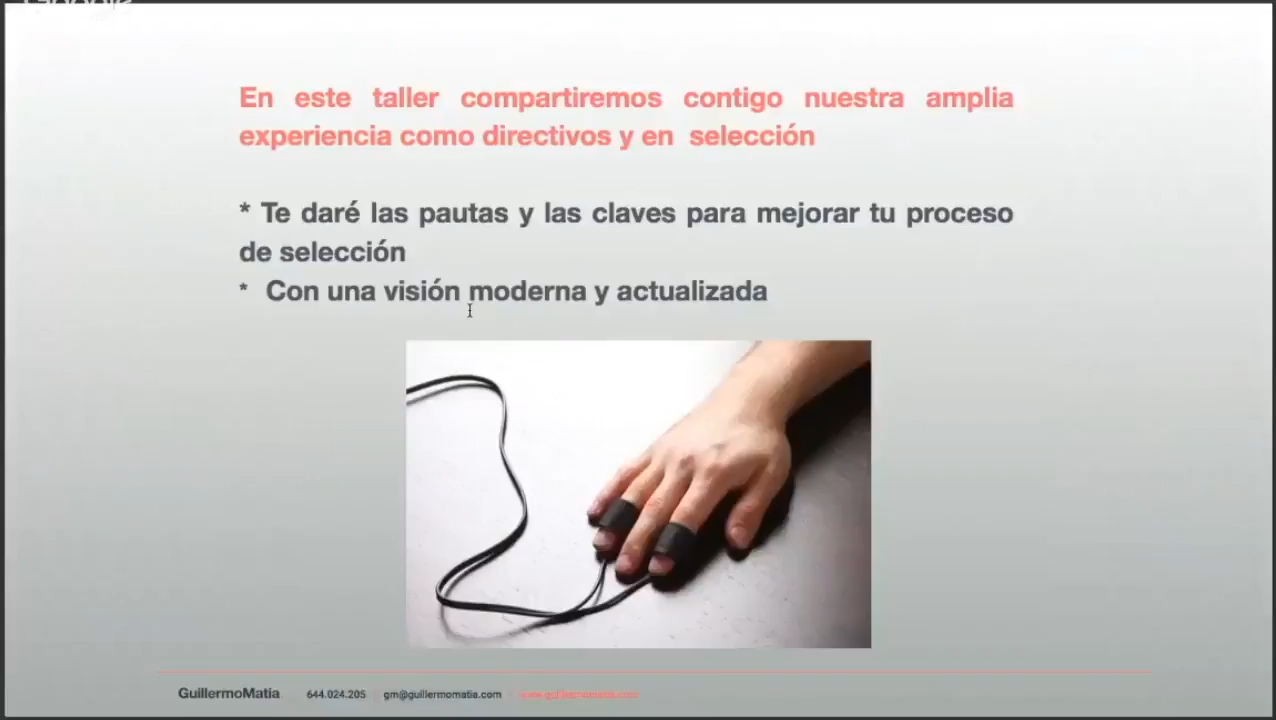 En este taller compartiremos contigo nuestra amplia
experiencia como directivos y en selección
* Te daré las pautas y las claves para mejorar tu proceso
de selección
* Con una visión moderna y actualizada
GuillermoMatia 644.024.205 gm@guillermomatia.com